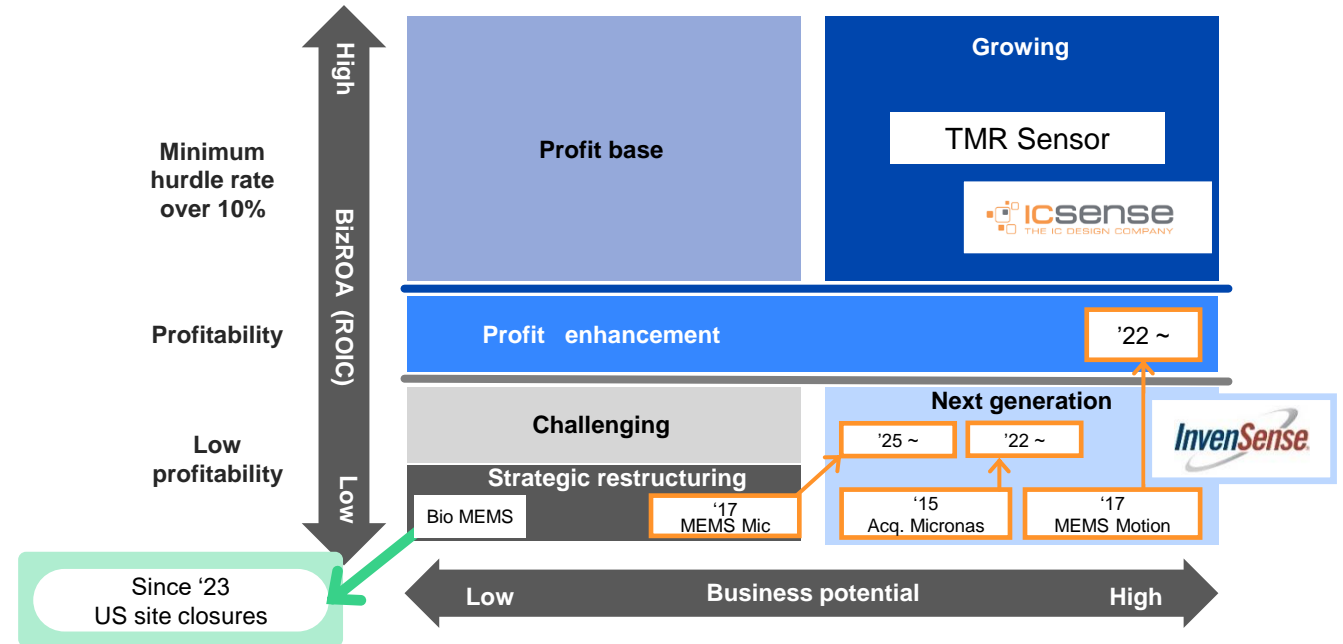 High
BizROA (ROIC)
Low
Minimum
hurdle rate
over 10%
Profitability
Low
profitability
Profit base
Growing
TMR Sensor
icsense
THE IC DESIGN COMPANY
Profit enhancement
’22 ~
Challenging
Next generation
’25 ~
’22 ~
InvenSense
Strategic restructuring
Bio MEMS
‘17
MEMS Mic
‘15
Acq. Micronas
‘17
MEMS Motion
Since ‘23
US site closures
Low
Business potential
High